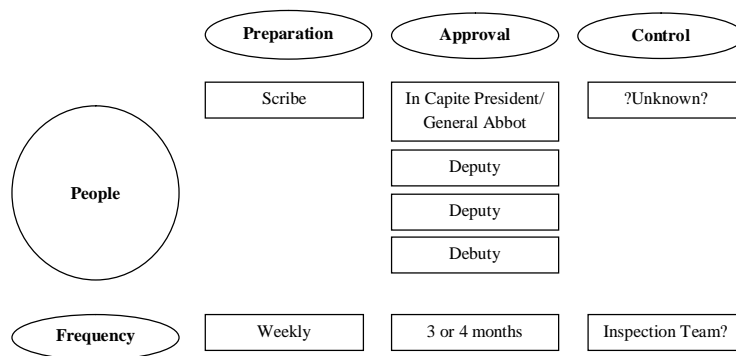 Preparation
Approval
Control
People
Scribe
In Capite President/
General Abbot
?Unknown?
Deputy
Deputy
Debuty
Frequency
Weekly
3 or 4 months
Inspection Team?